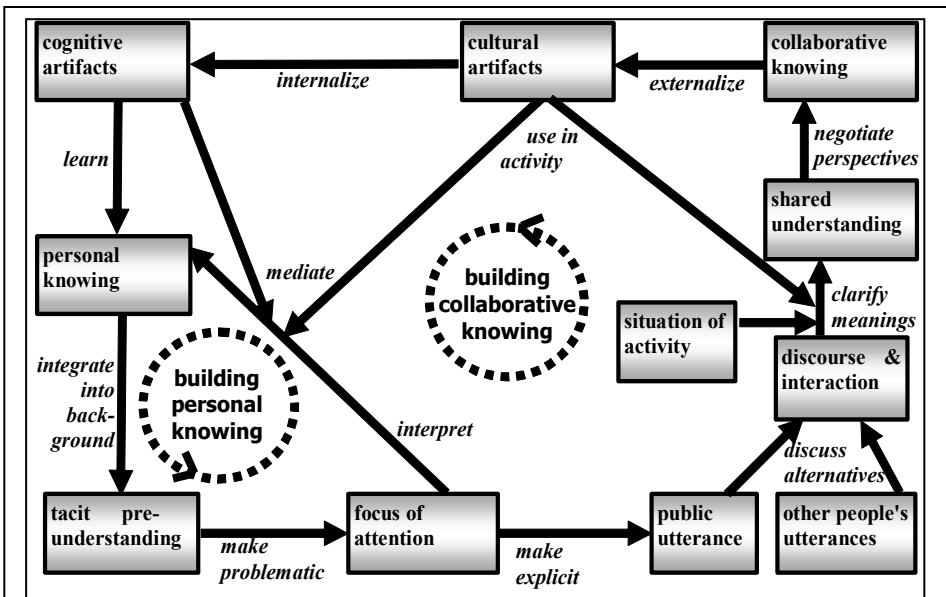 cognitive
artifacts
cultural
artifacts
collaborative
knowing
internalize
externalize
learn
use in
activity
negotiate
perspectives
shared
understanding
personal
knowing
mediate
building
collaborative
knowing
clarify
meanings
situation of
activity
discourse &
interaction
integrate
into
back-
ground
building
personal
knowing
interpret
discuss
alternatives
tacit pre-
understanding
focus of
attention
public
utterance
other people's
utterances
make
problematic
make
explicit